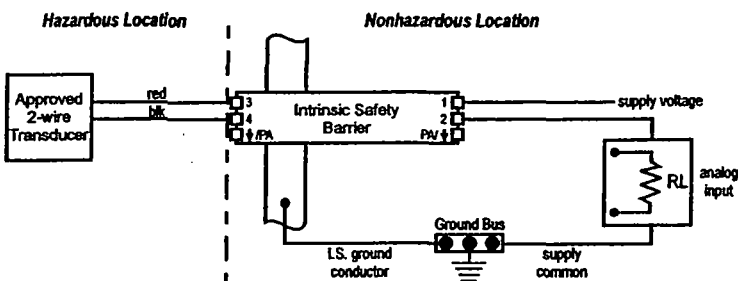 Hazardous Location
Nonhazardous Location
Approved
2-wire
Transducer
red
blk
3
4
/PA
Intrinsic Safety
Barrier
1
2
PA/
supply voltage
RL
analog
input
Ground Bus
I.S. ground
conductor
supply
common